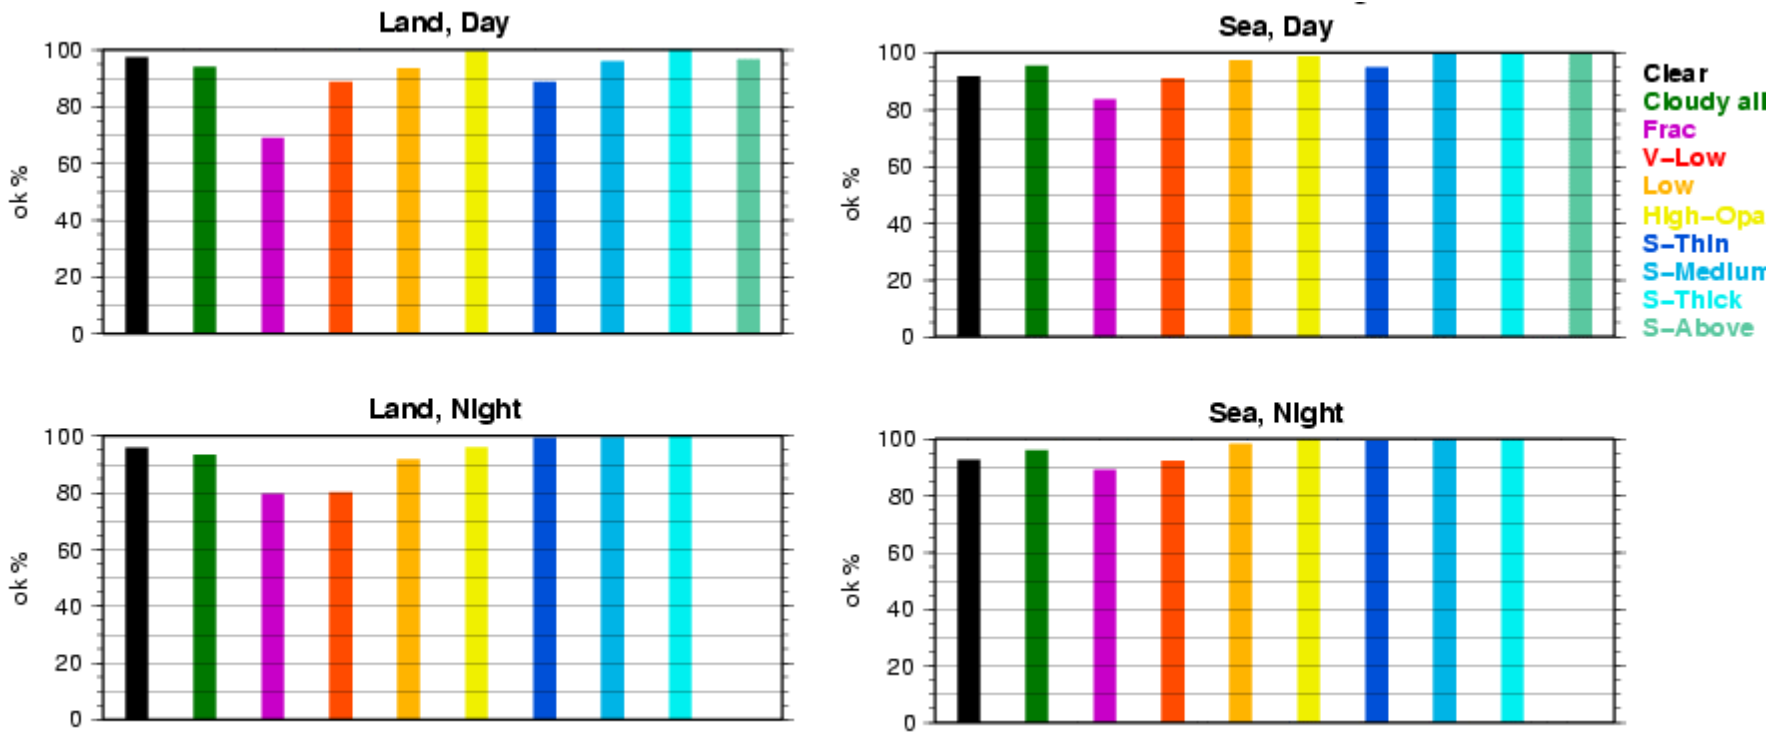 Land, Day
100
80
60
40
20
0
ok %
Sea, Day
100
80
60
40
20
0
ok %
Clear
Cloudy all
Frac
V-Low
Low
High-Opa
S-Thin
S-Medium
S-Thick
S-Above
Land, Night
100
80
60
40
20
0
ok %
Sea, Night
100
80
60
40
20
0
ok %